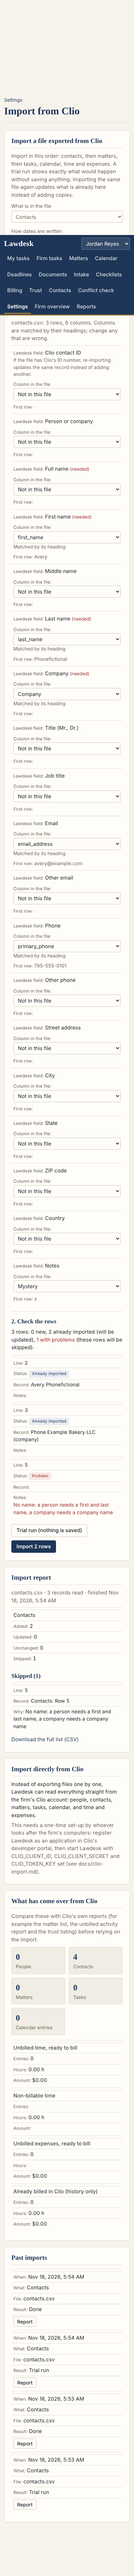 Settings
Import from Clio
Import a file exported from Clio
Import in this order: contacts, then matters,
then tasks, calendar, time and expenses. A
trial run shows exactly what would happen
without saving anything. Importing the same
file again updates what is already here
instead of adding copies.
What is in the file
Contacts
How dates are written
Lawdesk
Jordan Reyes
My tasks
Firm tasks
Matters
Calendar
Deadlines
Documents
Intake
Checklists
Billing
Trust
Contacts
Conflict check
Settings
Firm overview
Reports
contacts.csv: 3 rows, 6 columns. Columns
are matched by their headings; change any
that are wrong.
Lawdesk field: Clio contact ID
If the file has Clio's ID number, re-importing
updates the same record instead of adding
another.
Column in the file:
Not in this file
First row:
Lawdesk field: Person or company
Column in the file:
Not in this file
First row:
Lawdesk field: Full name (needed)
Column in the file:
Not in this file
First row:
Lawdesk field: First name (needed)
Column in the file:
first_name
Matched by its heading
First row: Avery
Lawdesk field: Middle name
Column in the file:
Not in this file
First row:
Lawdesk field: Last name (needed)
Column in the file:
last_name
Matched by its heading
First row: Phonefictional
Lawdesk field: Company (needed)
Column in the file:
Company
Matched by its heading
First row:
Lawdesk field: Title (Mr., Dr.)
Column in the file:
Not in this file
First row:
Lawdesk field: Job title
Column in the file:
Not in this file
First row:
Lawdesk field: Email
Column in the file:
email_address
Matched by its heading
First row: avery@example.com
Lawdesk field: Other email
Column in the file:
Not in this file
First row:
Lawdesk field: Phone
Column in the file:
primary_phone
Matched by its heading
First row: 765-555-0101
Lawdesk field: Other phone
Column in the file:
Not in this file
First row:
Lawdesk field: Street address
Column in the file:
Not in this file
First row:
Lawdesk field: City
Column in the file:
Not in this file
First row:
Lawdesk field: State
Column in the file:
Not in this file
First row:
Lawdesk field: ZIP code
Column in the file:
Not in this file
First row:
Lawdesk field: Country
Column in the file:
Not in this file
First row:
Lawdesk field: Notes
Column in the file:
Mystery
First row: x
2. Check the rows
3 rows: 0 new, 2 already imported (will be
updated), 1 with problems (these rows will be
skipped).
Line: 2
Status: Already imported
Record: Avery Phonefictional
Notes:
Line: 3
Status: Already imported
Record: Phone Example Bakery LLC
(company)
Notes:
Line: 5
Status: Problem
Record:
Notes:
No name: a person needs a first and last
name, a company needs a company name
Trial run (nothing is saved)
Import 2 rows
Import report
contacts.csv · 3 records read · finished Nov
18, 2026, 5:54 AM
Contacts
Added: 2
Updated: 0
Unchanged: 0
Skipped: 1
Skipped (1)
Line: 5
Record: Contacts: Row 5
Why: No name: a person needs a first and
last name, a company needs a company
name
Download the full list (CSV)
Import directly from Clio
Instead of exporting files one by one,
Lawdesk can read everything straight from
the firm's Clio account: people, contacts,
matters, tasks, calendar, and time and
expenses.
This needs a one-time set-up by whoever
looks after the firm's computers: register
Lawdesk as an application in Clio's
developer portal, then start Lawdesk with
CLIO_CLIENT_ID, CLIO_CLIENT_SECRET and
CLIO_TOKEN_KEY set (see docs/clio-
import.md).
What has come over from Clio
Compare these with Clio's own reports (for
example the matter list, the unbilled activity
report and the trust listing) before relying on
the import.
0
People
4
Contacts
0
Matters
0
Tasks
0
Calendar entries
Unbilled time, ready to bill
Entries: 0
Hours: 0.00 h
Amount: $0.00
Non-billable time
Entries:
Hours: 0.00 h
Amount:
Unbilled expenses, ready to bill
Entries: 0
Hours:
Amount: $0.00
Already billed in Clio (history only)
Entries: 0
Hours: 0.00 h
Amount: $0.00
Past imports
When: Nov 18, 2026, 5:54 AM
What: Contacts
File: contacts.csv
Result: Done
Report
When: Nov 18, 2026, 5:54 AM
What: Contacts
File: contacts.csv
Result: Trial run
Report
When: Nov 18, 2026, 5:53 AM
What: Contacts
File: contacts.csv
Result: Done
Report
When: Nov 18, 2026, 5:53 AM
What: Contacts
File: contacts.csv
Result: Trial run
Report